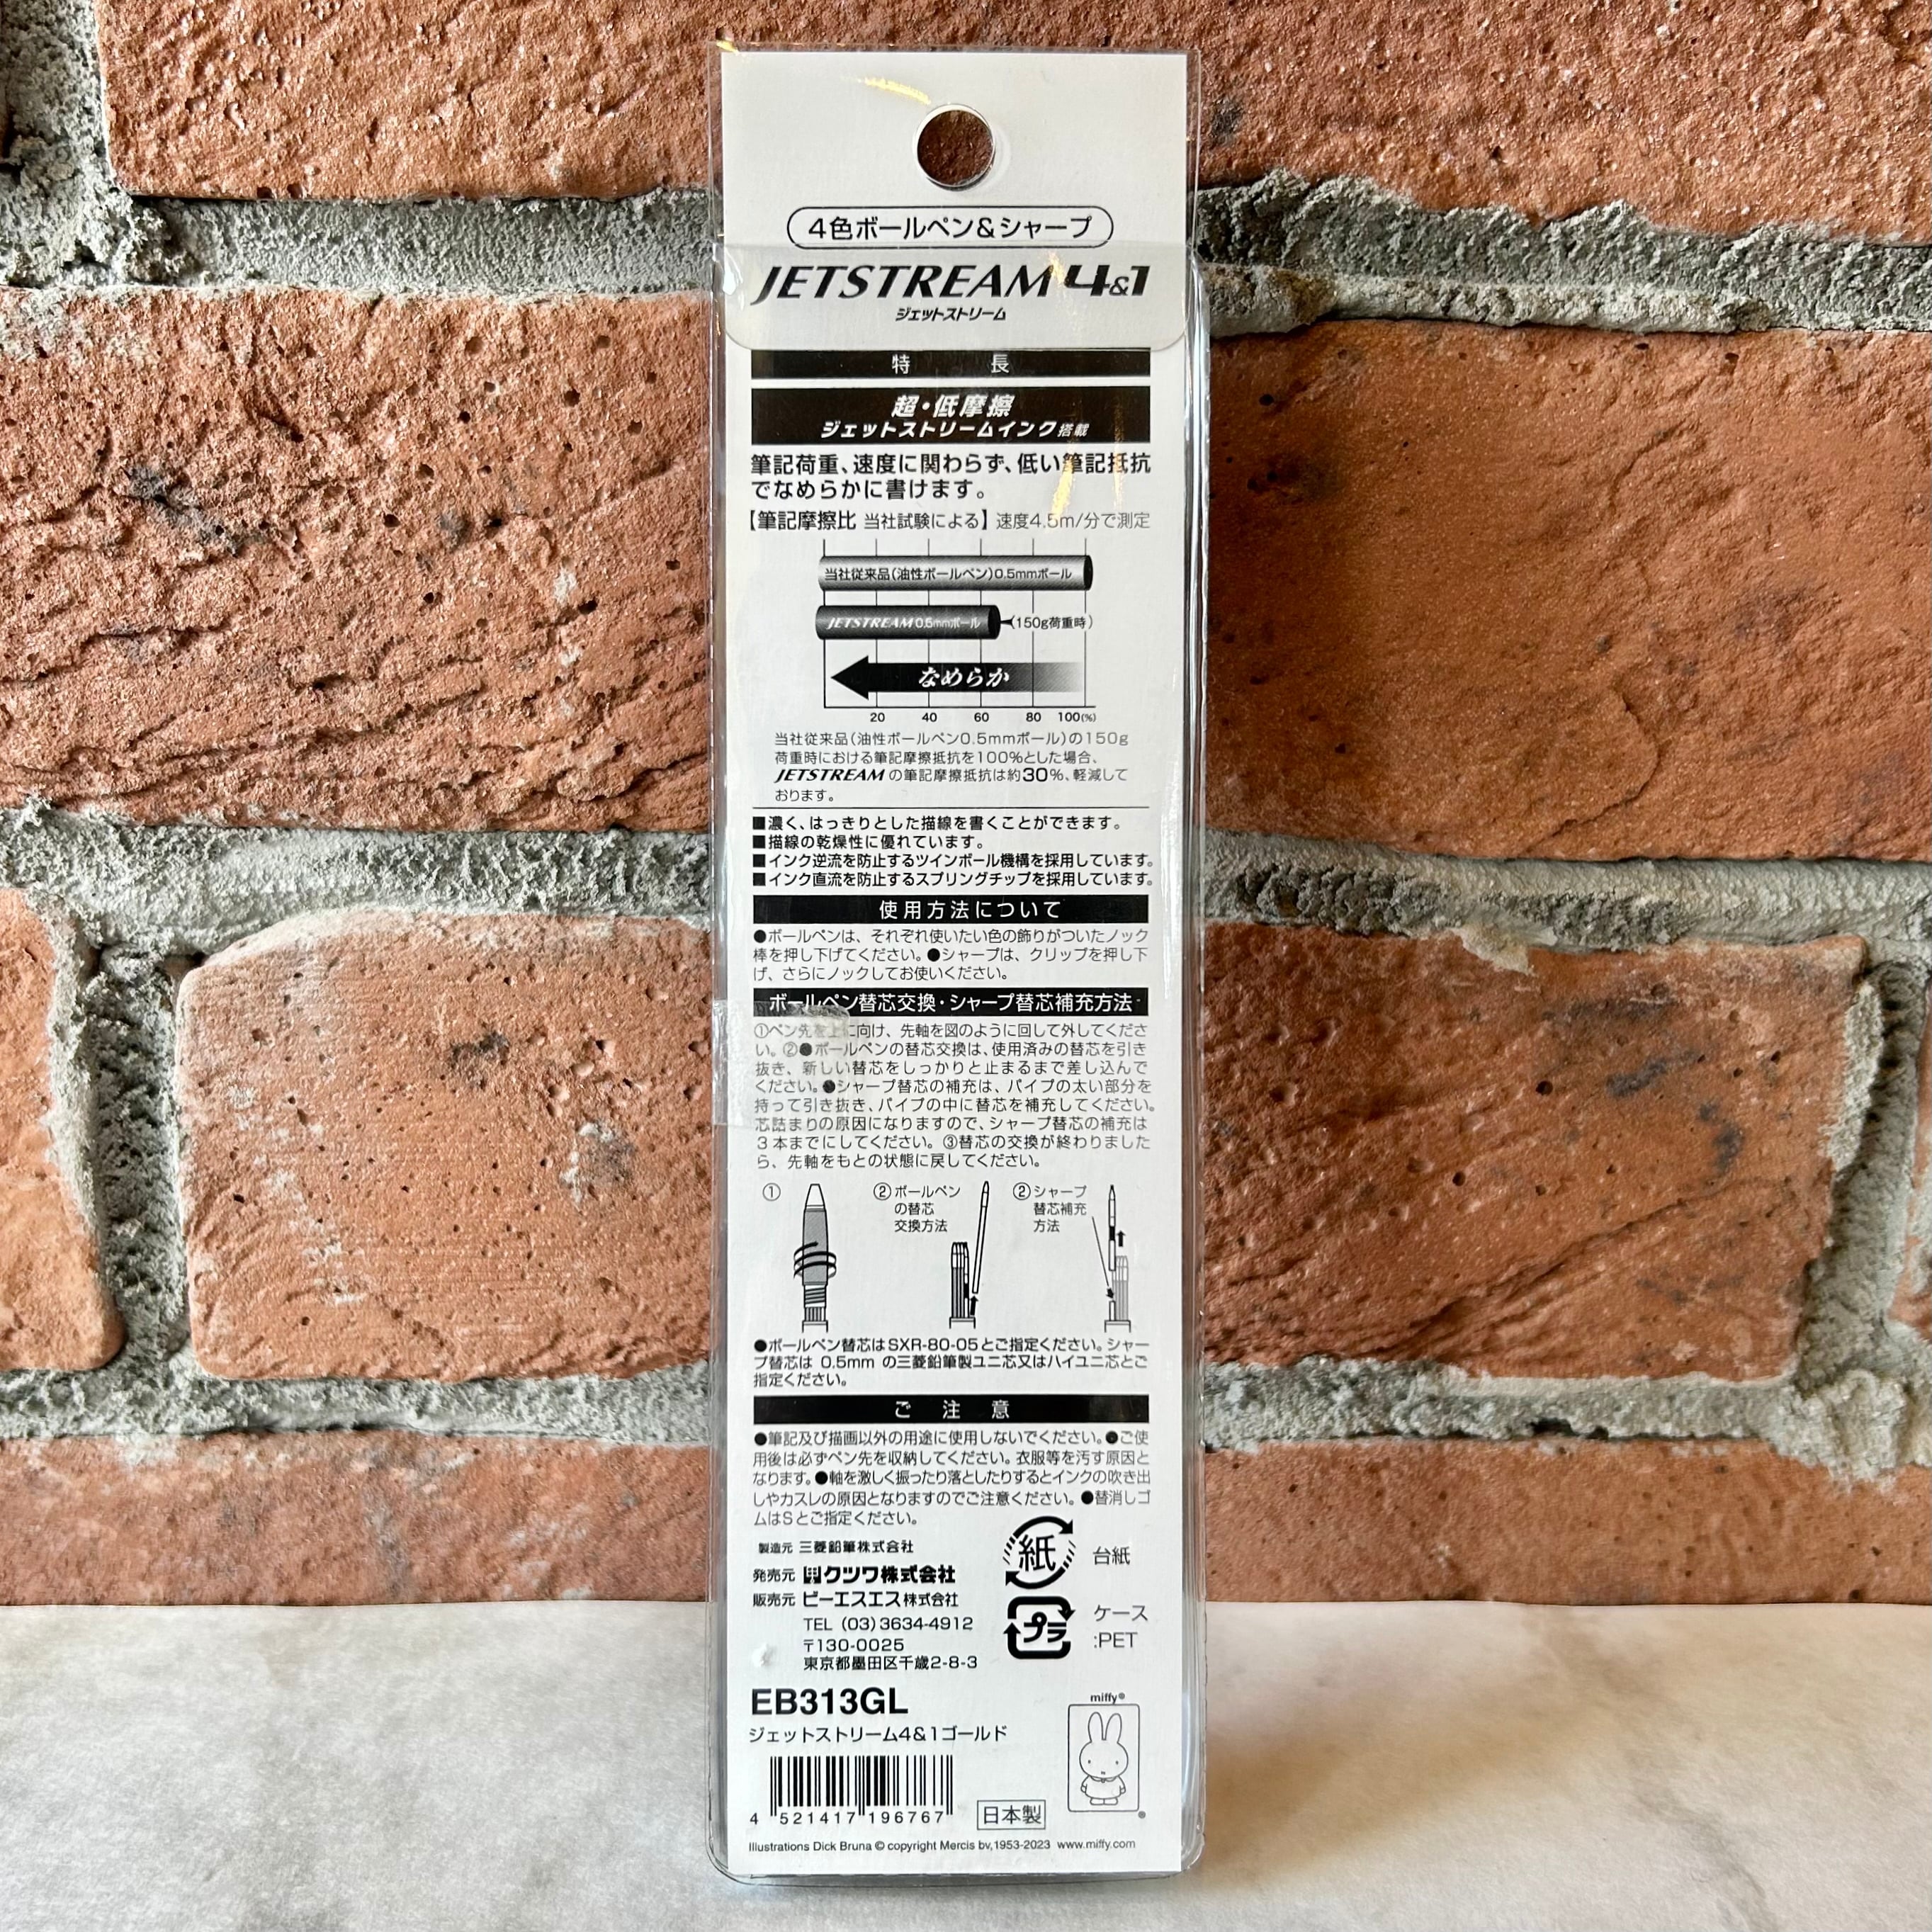 4色ボールペン&シャープ
JETSTREAM 4&1
ジェットストリーム
特長
超・低摩擦
ジェットストリームインク搭載
筆記荷重、速度に関わらず、低い筆記抵抗
でなめらかに書けます。
【筆記摩擦比 当社試験による】速度4.5m/分で測定
当社従来品(油性ボールペン)0.5mmボール
JETSTREAM 0.5mmボール (150g荷重時)
なめらか
20 40 60 80 100(%)
当社従来品(油性ボールペン0.5mmボール)の150g
荷重時における筆記摩擦抵抗を100%とした場合、
JETSTREAMの筆記摩擦抵抗は約30%、軽減して
おります。
■濃く、はっきりとした描線を書くことができます。
■描線の乾燥性に優れています。
■インク逆流を防止するツインボール機構を採用しています。
■インク直流を防止するスプリングチップを採用しています。
使用方法について
●ボールペンは、それぞれ使いたい色の飾りがついたノック
棒を押し下げてください。●シャープは、クリップを押し下
げ、さらにノックしてお使いください。
ボールペン替芯交換・シャープ替芯補充方法
①ペン先を上に向け、先軸を図のように回して外してくださ
い。②●ボールペンの替芯交換は、使用済みの替芯を引き
抜き、新しい替芯をしっかりと止まるまで差し込んで
ください。●シャープ替芯の補充は、パイプの太い部分を
持って引き抜き、パイプの中に替芯を補充してください。
芯詰まりの原因になりますので、シャープ替芯の補充は
3本までにしてください。③替芯の交換が終わりました
ら、先軸をもとの状態に戻してください。
① ②ボールペン ②シャープ
の替芯 替芯補充
交換方法 方法
●ボールペン替芯はSXR-80-05とご指定ください。シャー
プ替芯は 0.5mm の三菱鉛筆製ユニ芯又はハイユニ芯とご
指定ください。
ご注意
●筆記及び描画以外の用途に使用しないでください。●ご使
用後は必ずペン先を収納してください。衣服等を汚す原因と
なります。●軸を激しく振ったり落としたりするとインクの吹き出
しやカスレの原因となりますのでご注意ください。●替消しゴ
ムはSとご指定ください。
製造元 三菱鉛筆株式会社
発売元 クツワ株式会社
販売元 ビーエスエス株式会社
TEL (03)3634-4912
〒130-0025
東京都墨田区千歳2-8-3
紙 台紙
プラ ケース
:PET
EB313GL
ジェットストリーム4&1ゴールド
4 521417 196767
日本製
miffy®
®
Illustrations Dick Bruna © copyright Mercis bv,1953-2023 www.miffy.com